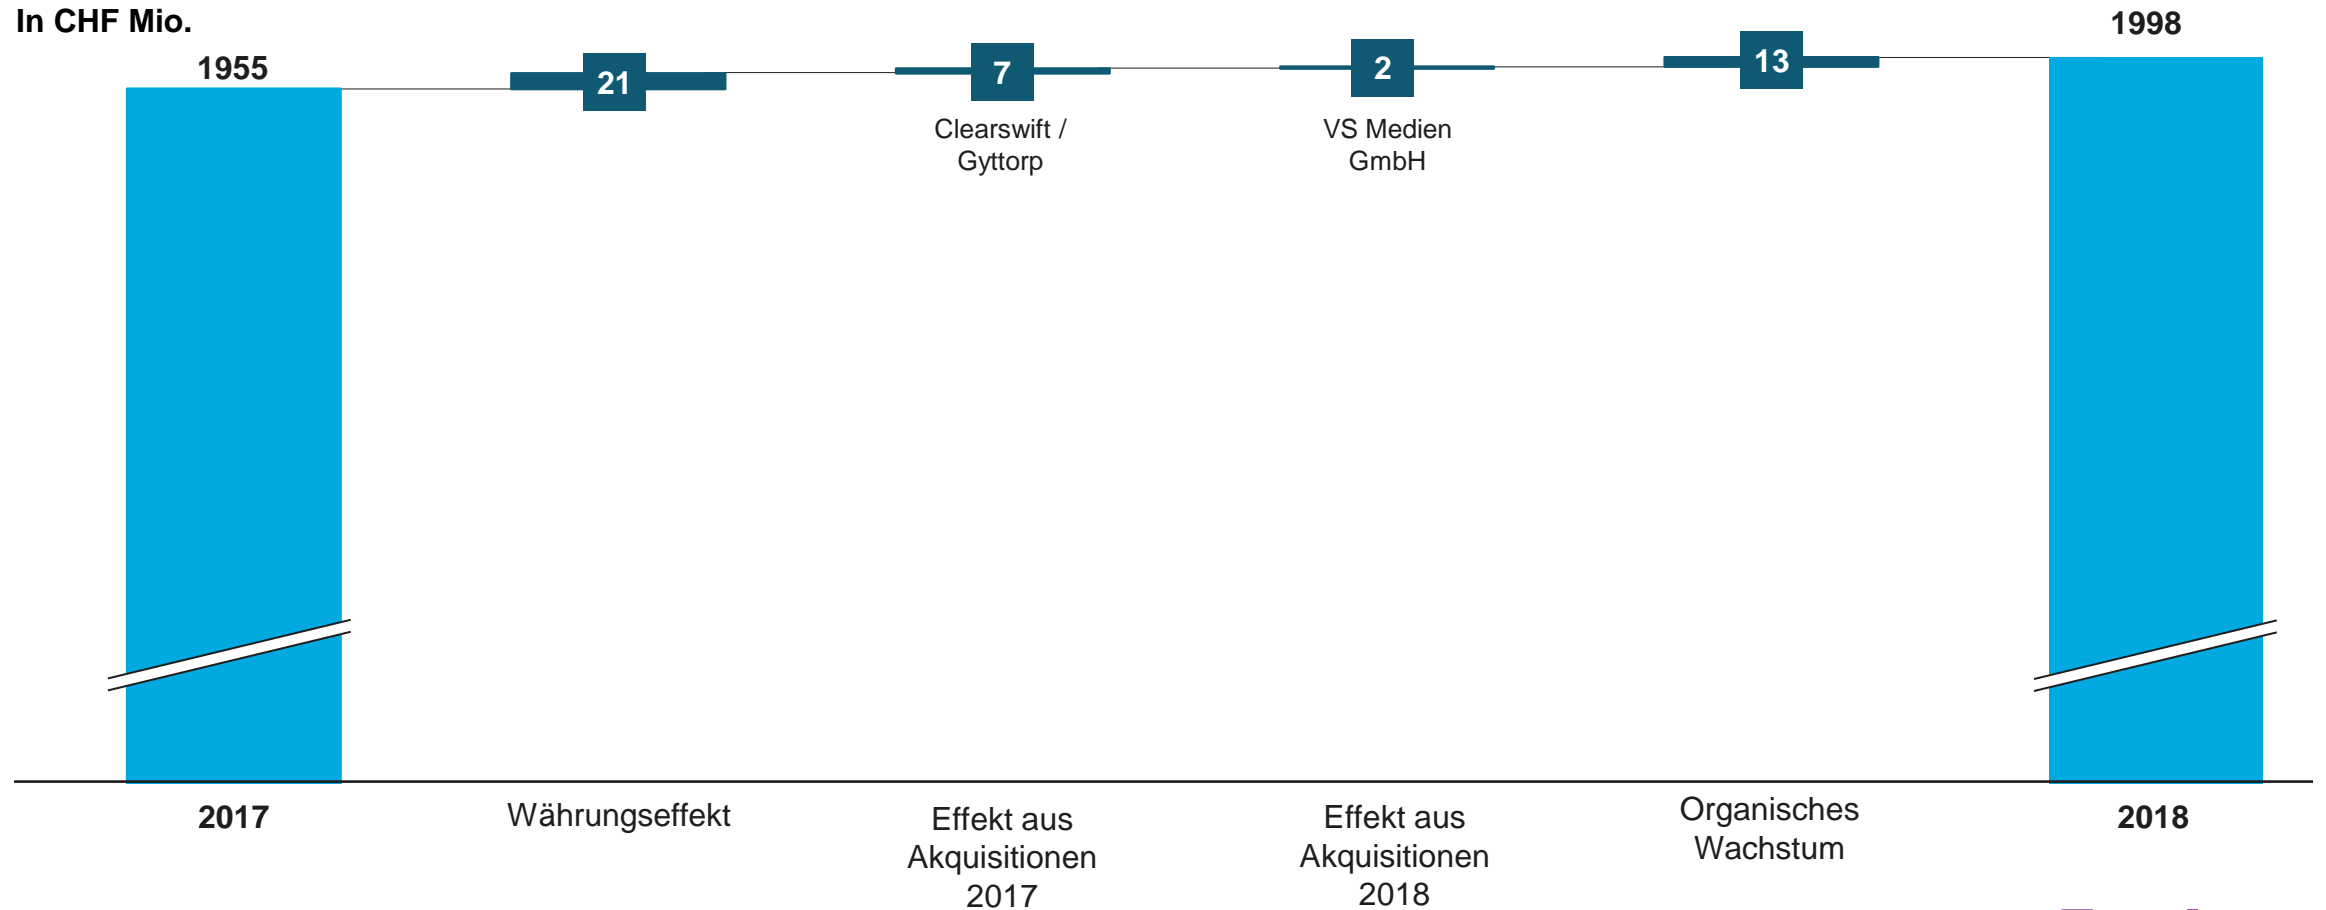 In CHF Mio.
1955
21
7
2
13
1998
Clearswift /
Gyttorp
VS Medien
GmbH
2017
Währungseffekt
Effekt aus
Akquisitionen
2017
Effekt aus
Akquisitionen
2018
Organisches
Wachstum
2018